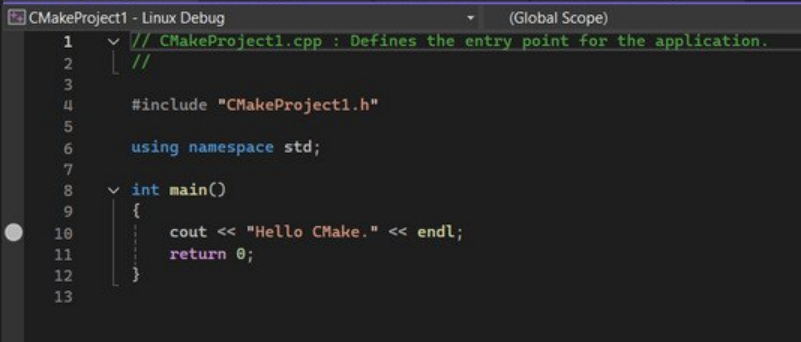 CMakeProject1 - Linux Debug (Global Scope)
1 // CMakeProject1.cpp : Defines the entry point for the application.
2 //
3
4 #include "CMakeProject1.h"
5
6 using namespace std;
7
8 int main()
9 {
10 cout << "Hello CMake." << endl;
11 return 0;
12 }
13